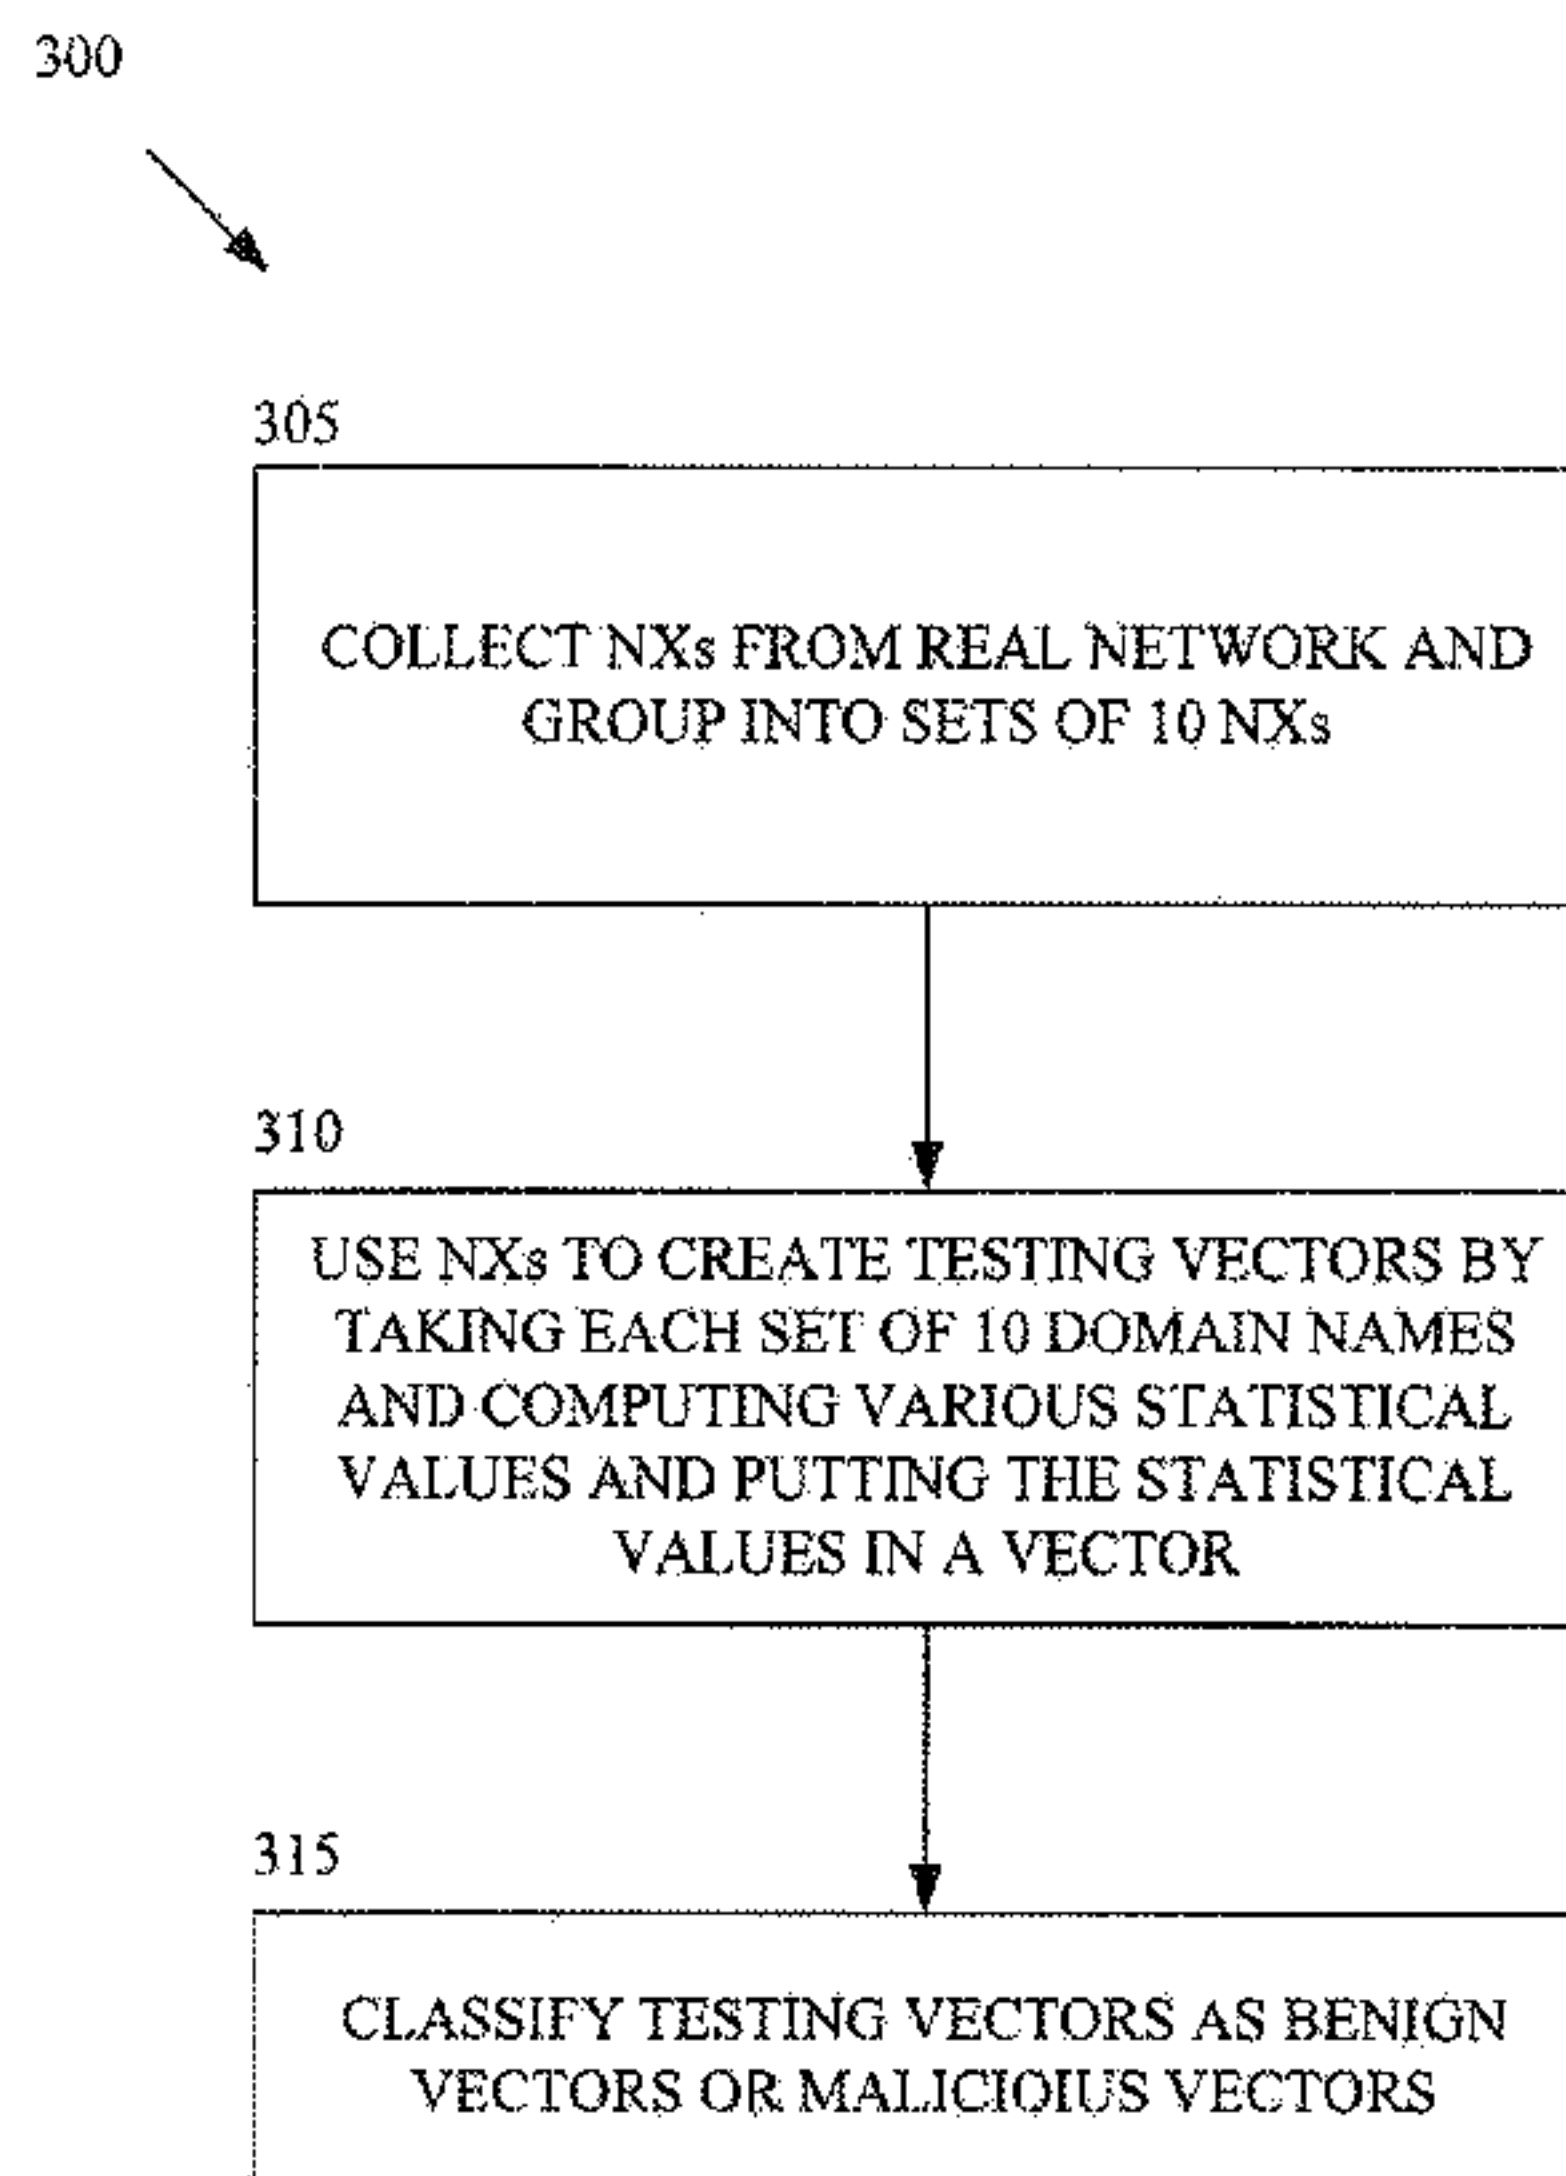 300
305
COLLECT NXs FROM REAL NETWORK AND
GROUP INTO SETS OF 10 NXs
310
USE NXs TO CREATE TESTING VECTORS BY
TAKING EACH SET OF 10 DOMAIN NAMES
AND COMPUTING VARIOUS STATISTICAL
VALUES AND PUTTING THE STATISTICAL
VALUES IN A VECTOR
315
CLASSIFY TESTING VECTORS AS BENIGN
VECTORS OR MALICIOIUS VECTORS